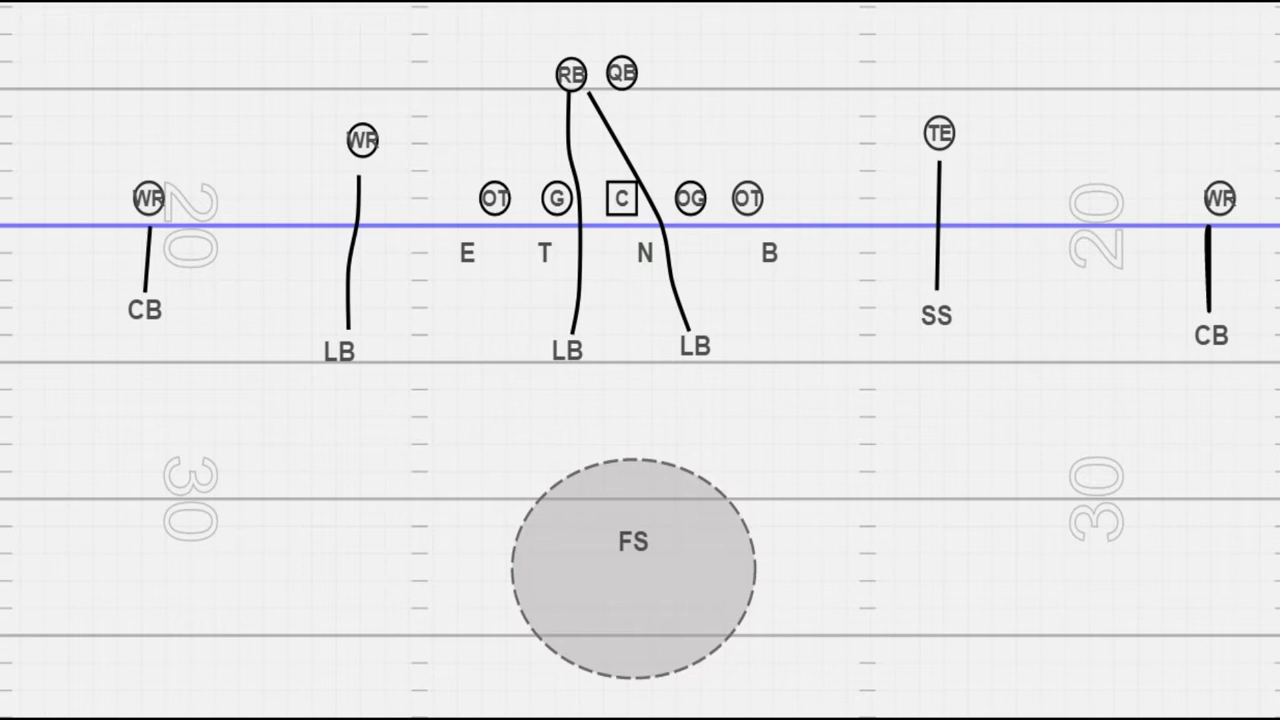 RB QB
WR TE
WR OT G C OG OT WR
20 20
E T N B
CB SS
LB LB LB CB
30 30
FS